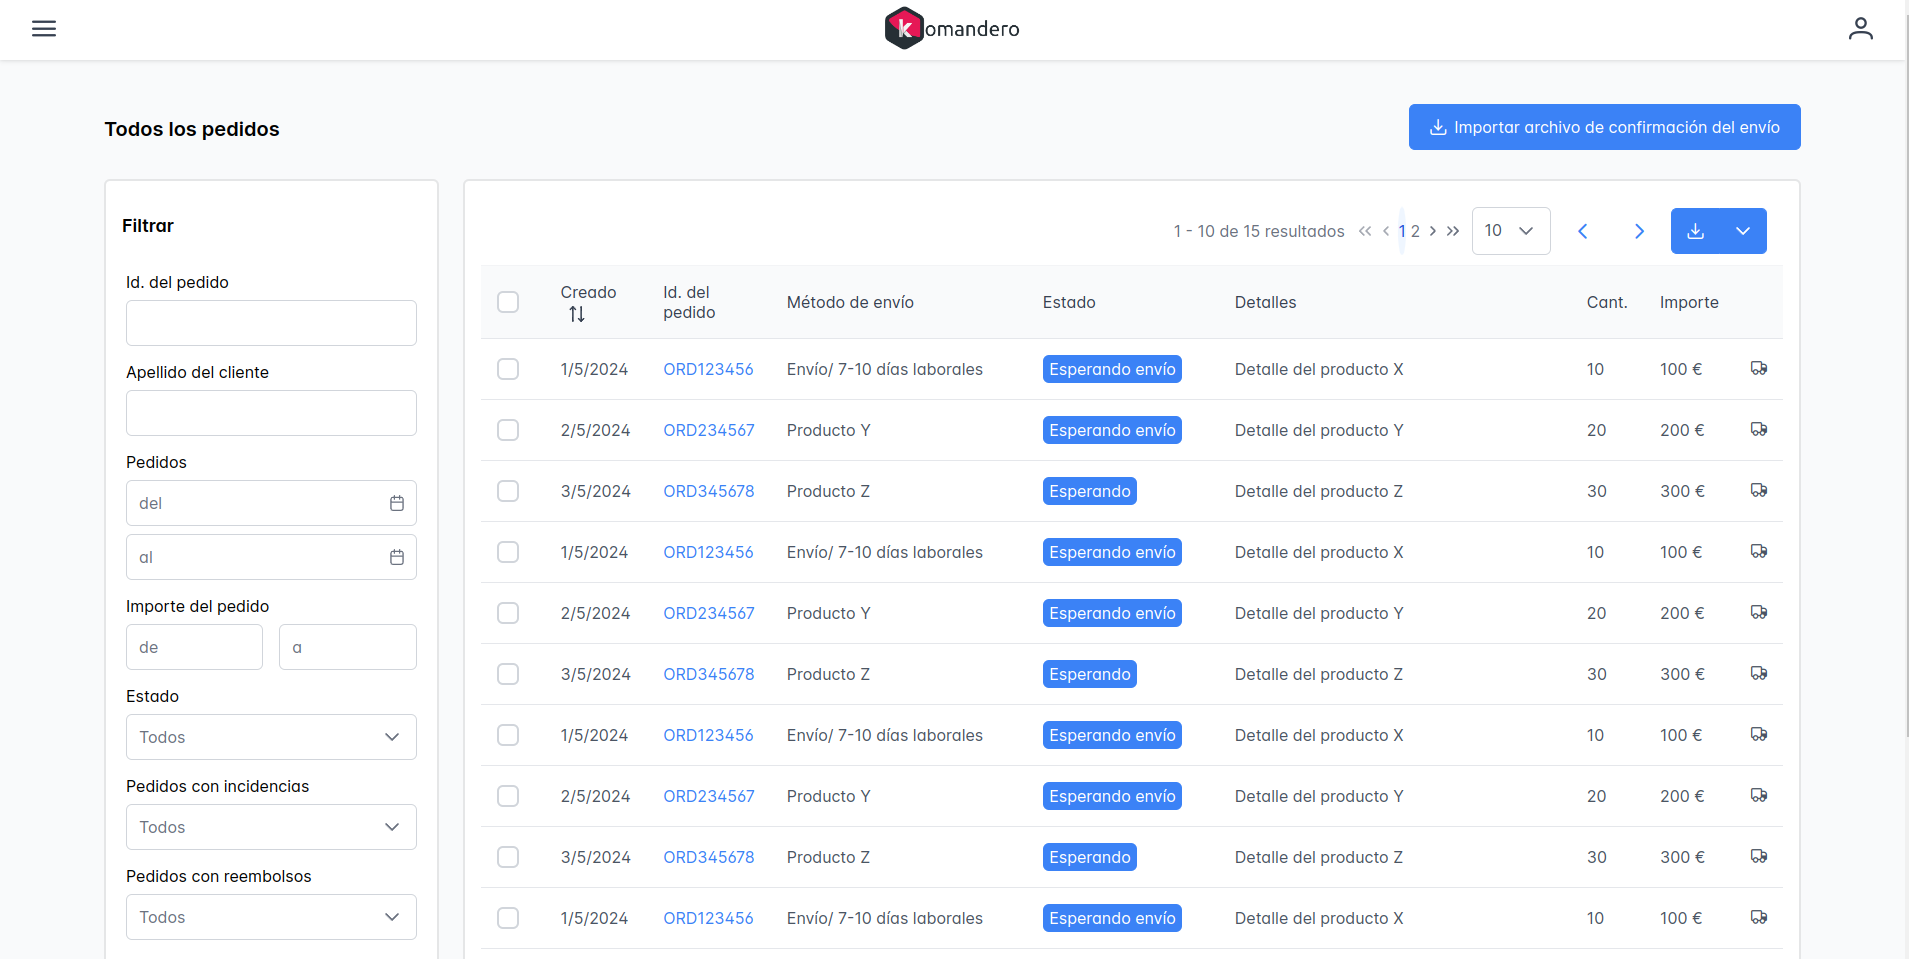 komandero
Todos los pedidos
Importar archivo de confirmación del envío
Filtrar
Id. del pedido
Apellido del cliente
Pedidos
del
al
Importe del pedido
de a
Estado
Todos
Pedidos con incidencias
Todos
Pedidos con reembolsos
Todos
1 - 10 de 15 resultados « ‹ 1 2 › » 10
Creado Id. del pedido Método de envío Estado Detalles Cant. Importe
1/5/2024 ORD123456 Envío/ 7-10 días laborales Esperando envío Detalle del producto X 10 100 €
2/5/2024 ORD234567 Producto Y Esperando envío Detalle del producto Y 20 200 €
3/5/2024 ORD345678 Producto Z Esperando Detalle del producto Z 30 300 €
1/5/2024 ORD123456 Envío/ 7-10 días laborales Esperando envío Detalle del producto X 10 100 €
2/5/2024 ORD234567 Producto Y Esperando envío Detalle del producto Y 20 200 €
3/5/2024 ORD345678 Producto Z Esperando Detalle del producto Z 30 300 €
1/5/2024 ORD123456 Envío/ 7-10 días laborales Esperando envío Detalle del producto X 10 100 €
2/5/2024 ORD234567 Producto Y Esperando envío Detalle del producto Y 20 200 €
3/5/2024 ORD345678 Producto Z Esperando Detalle del producto Z 30 300 €
1/5/2024 ORD123456 Envío/ 7-10 días laborales Esperando envío Detalle del producto X 10 100 €